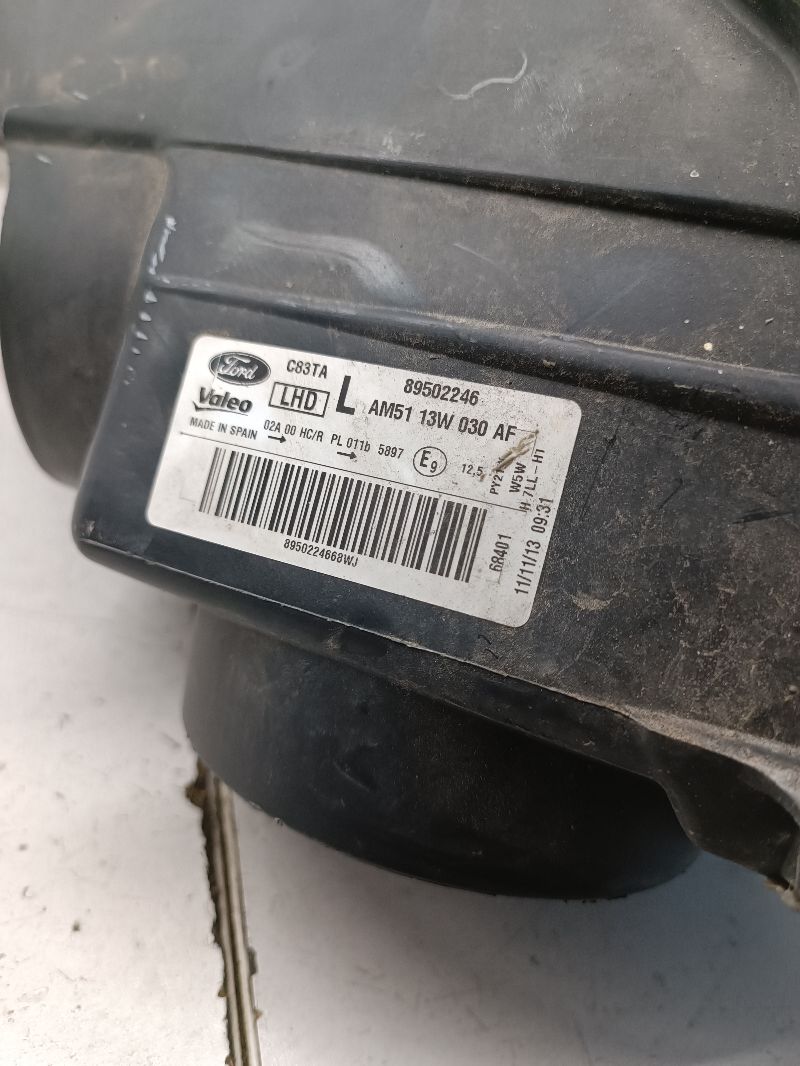 Ford C83TA 89502246
Valeo LHD L AM51 13W 030 AF
MADE IN SPAIN 02A 00 HC/R PL 011b 5897 E9 12,5
W5W
H7LL-H1
8950224668WJ
68401
11/11/13 09:31